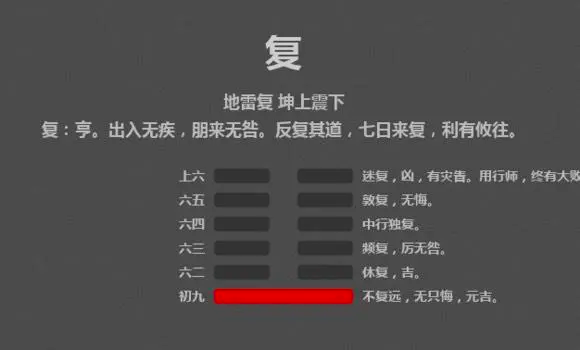 复
地雷复 坤上震下
复：亨。出入无疾，朋来无咎。反复其道，七日来复，利有攸往。
上六 迷复，凶，有灾眚。用行师，终有大败
六五 敦复，无悔。
六四 中行独复。
六三 频复，厉无咎。
六二 休复，吉。
初九 不复远，无只悔，元吉。